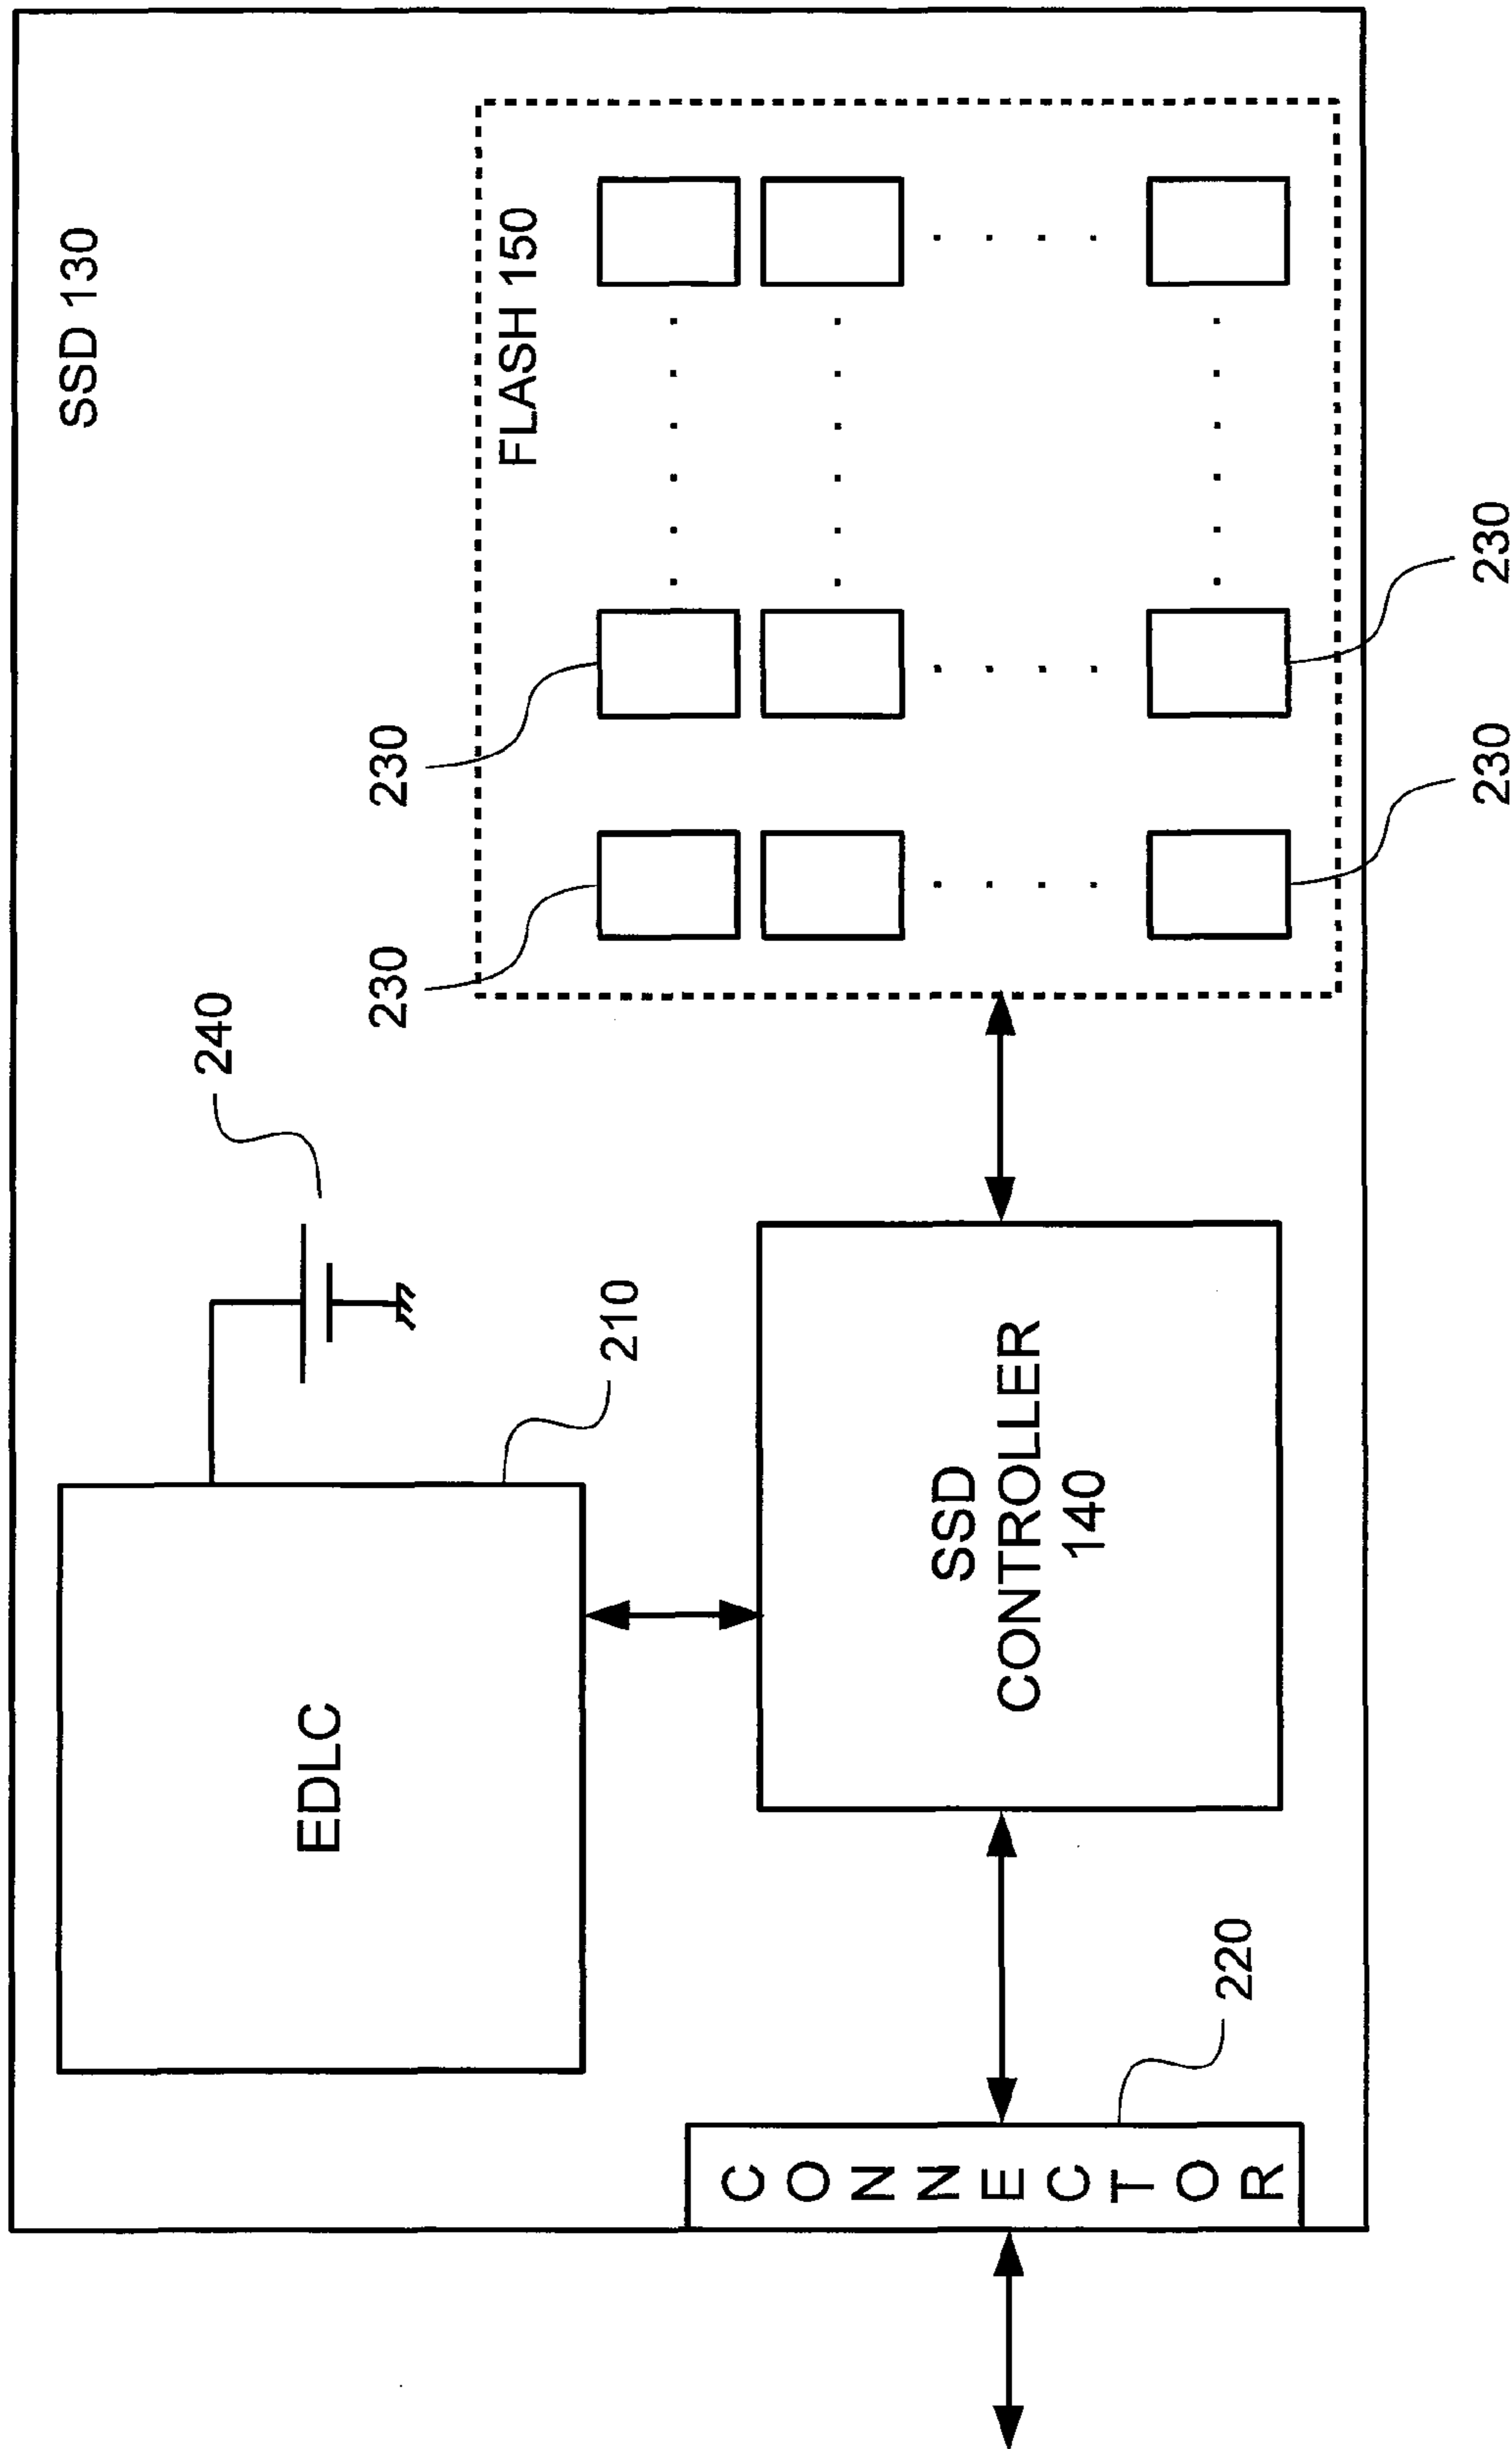 SSD 130
240
EDLC
210
230
230
FLASH 150
SSD
CONTROLLER
140
CONNECTOR
220
230
230